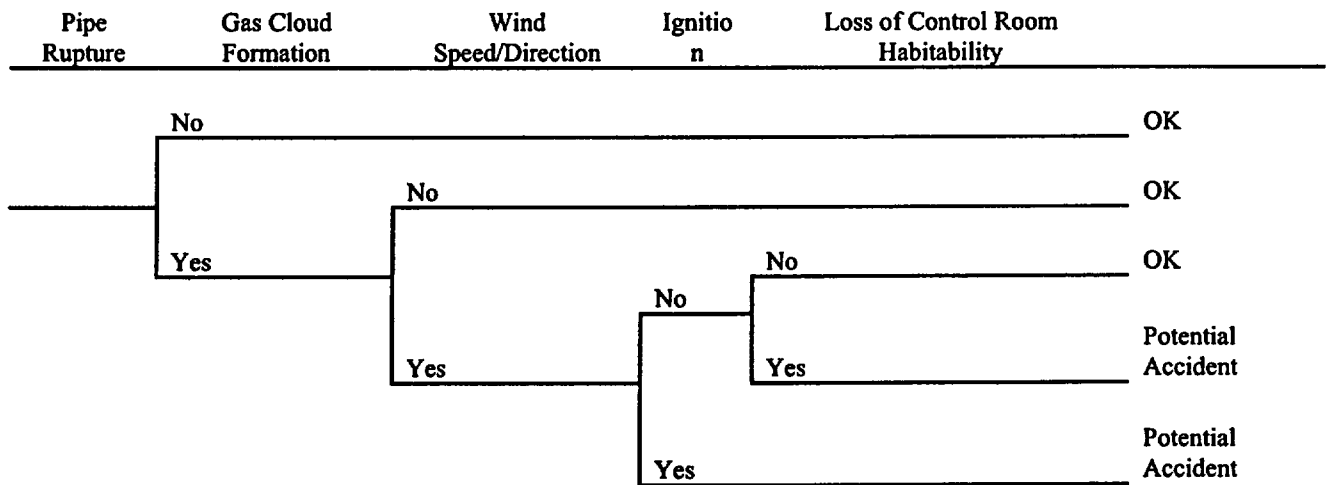 Pipe Gas Cloud Wind Ignitio Loss of Control Room
Rupture Formation Speed/Direction n Habitability
No OK
No OK
Yes No OK
No
Potential
Yes Yes Accident
Potential
Yes Accident